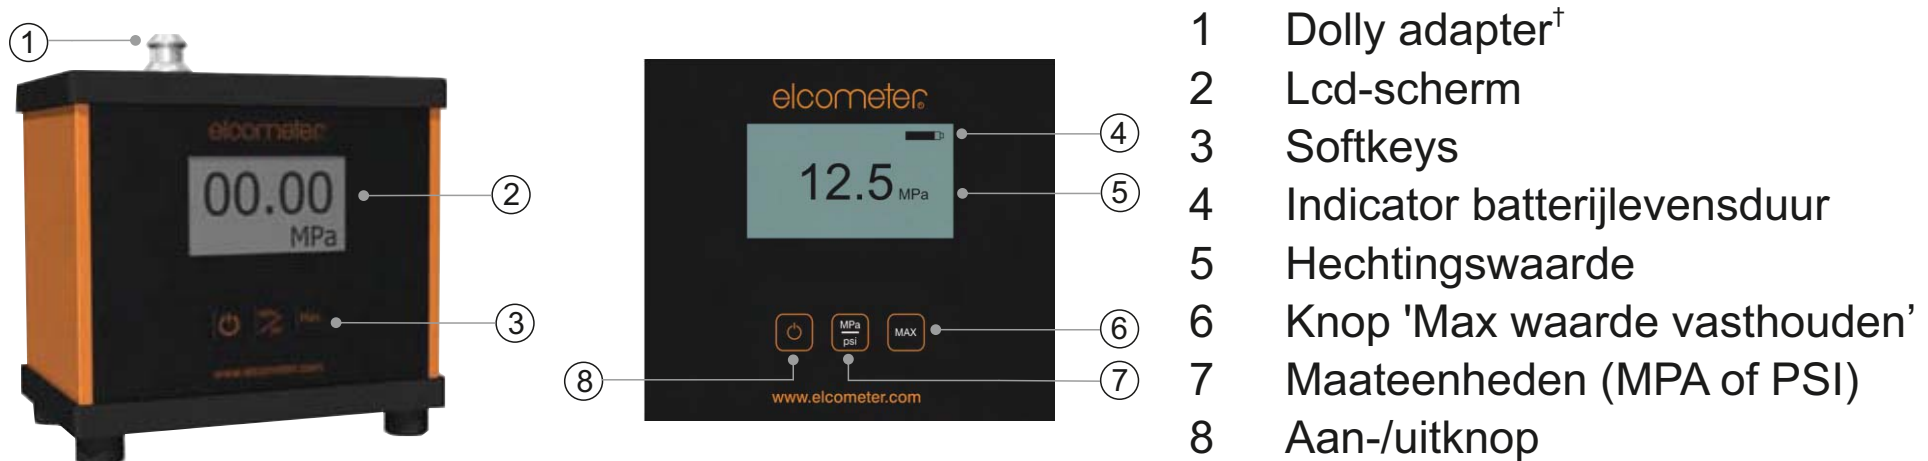 1
elcometer
00.00
MPa
2
3
www.elcometer.com
elcometer®
4
12.5 MPa
5
MPa
psi
MAX
6
8
7
www.elcometer.com
1 Dolly adapter†
2 Lcd-scherm
3 Softkeys
4 Indicator batterijlevensduur
5 Hechtingswaarde
6 Knop 'Max waarde vasthouden’
7 Maateenheden (MPA of PSI)
8 Aan-/uitknop